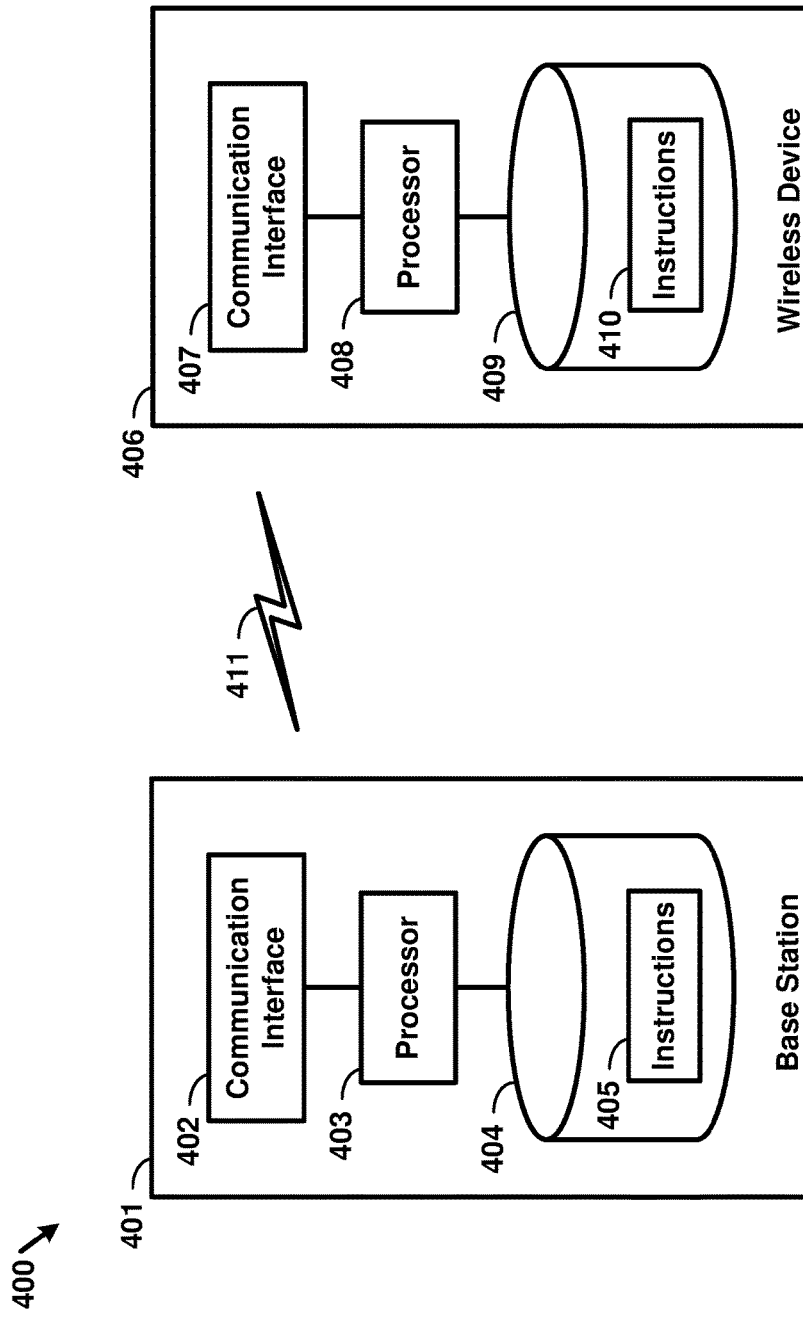 400
401
402
Communication
Interface
403
Processor
404
405
Instructions
Base Station
411
406
407
Communication
Interface
408
Processor
409
410
Instructions
Wireless Device